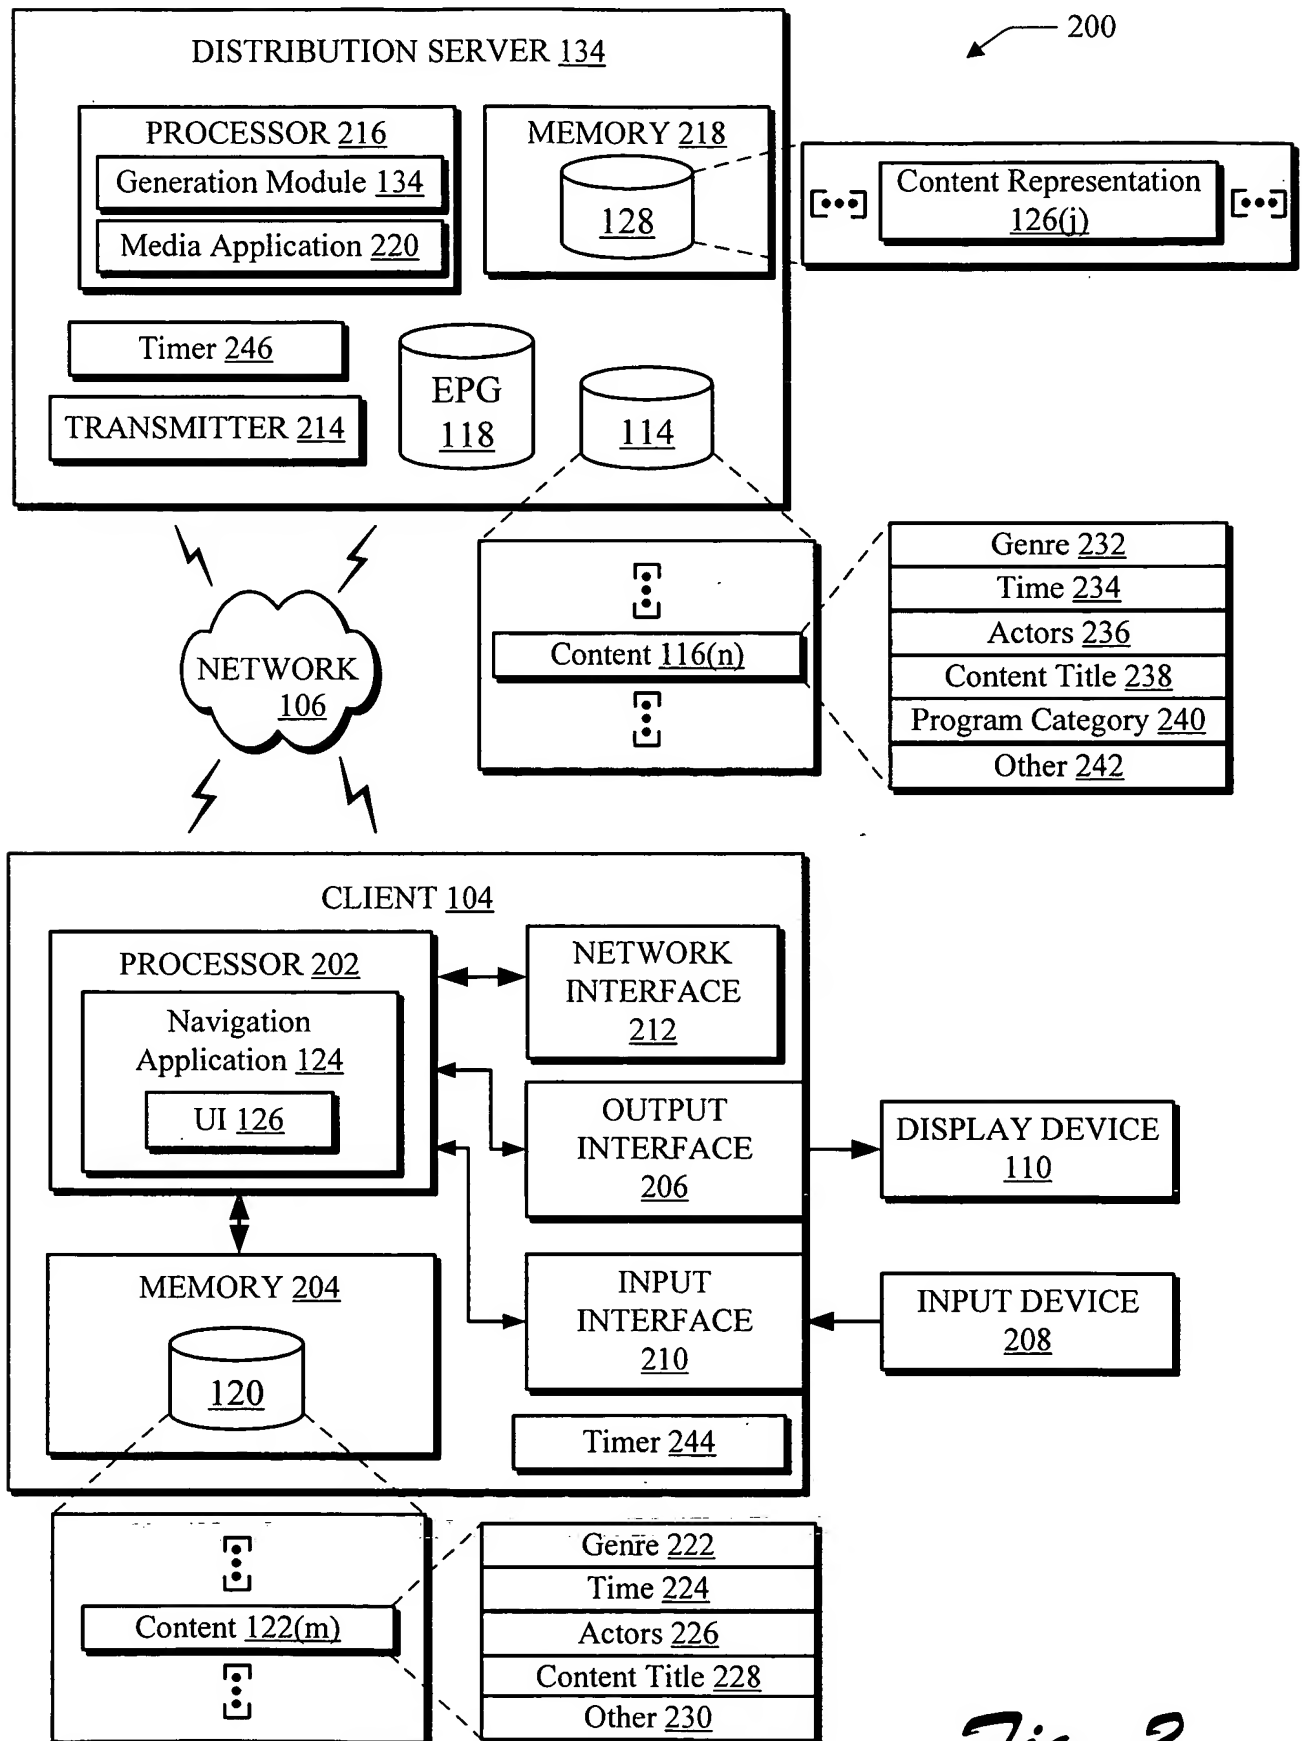 200
DISTRIBUTION SERVER 134
PROCESSOR 216
Generation Module 134
Media Application 220
MEMORY 218
128
Content Representation
126(j)
Timer 246
TRANSMITTER 214
EPG
118
114
NETWORK
106
Content 116(n)
Genre 232
Time 234
Actors 236
Content Title 238
Program Category 240
Other 242
CLIENT 104
PROCESSOR 202
Navigation
Application 124
UI 126
NETWORK
INTERFACE
212
OUTPUT
INTERFACE
206
DISPLAY DEVICE
110
MEMORY 204
120
INPUT
INTERFACE
210
INPUT DEVICE
208
Timer 244
Content 122(m)
Genre 222
Time 224
Actors 226
Content Title 228
Other 230
Fig. 2